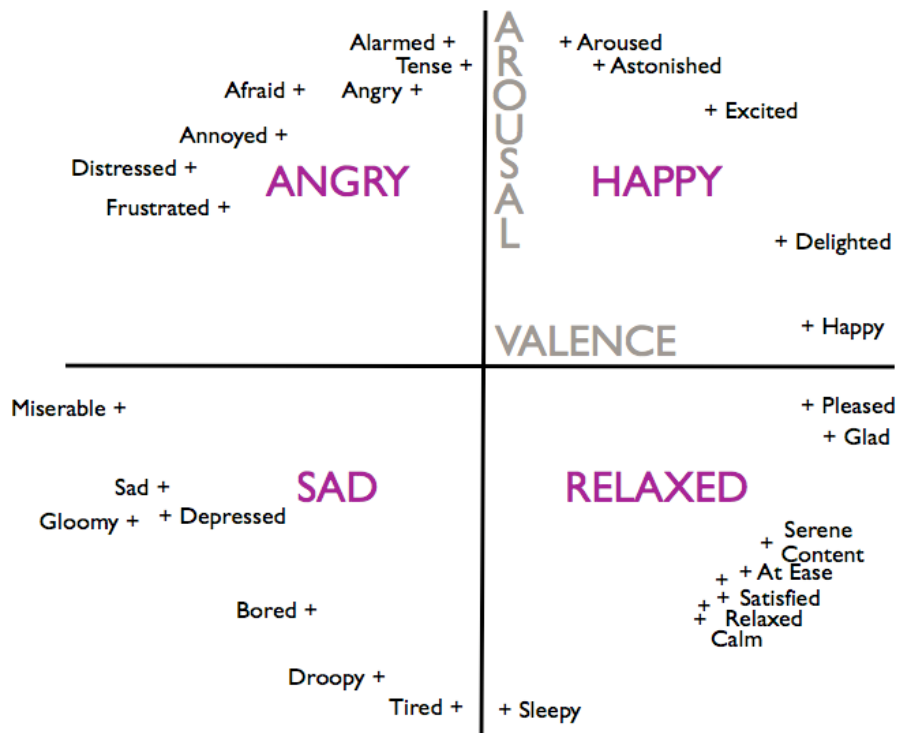 AROUSAL
Alarmed +
+ Aroused
Tense +
+ Astonished
Afraid +
Angry +
+ Excited
Annoyed +
Distressed +
ANGRY
HAPPY
Frustrated +
+ Delighted
VALENCE
+ Happy
Miserable +
+ Pleased
+ Glad
Sad +
SAD
RELAXED
Gloomy +
+ Depressed
+ Serene
Content
+ At Ease
+
+ Satisfied
+
+ Relaxed
Calm
Bored +
Droopy +
Tired +
+ Sleepy